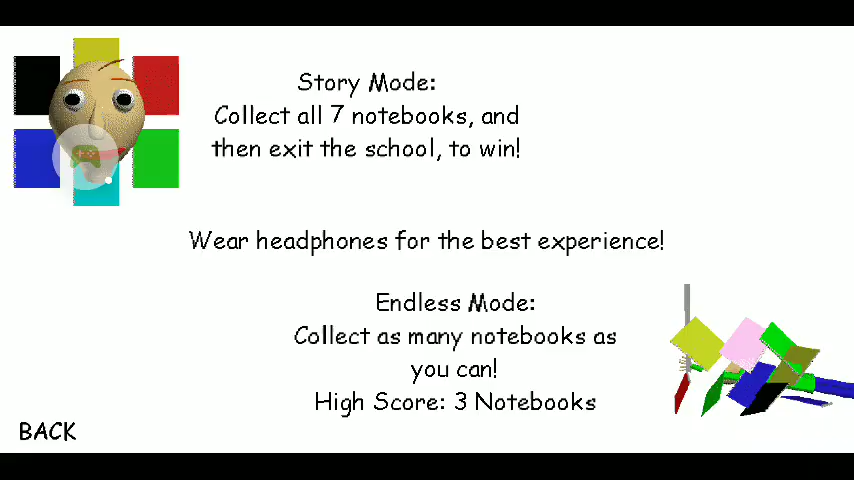 Story Mode:
Collect all 7 notebooks, and
then exit the school, to win!
Wear headphones for the best experience!
Endless Mode:
Collect as many notebooks as
you can!
High Score: 3 Notebooks
BACK